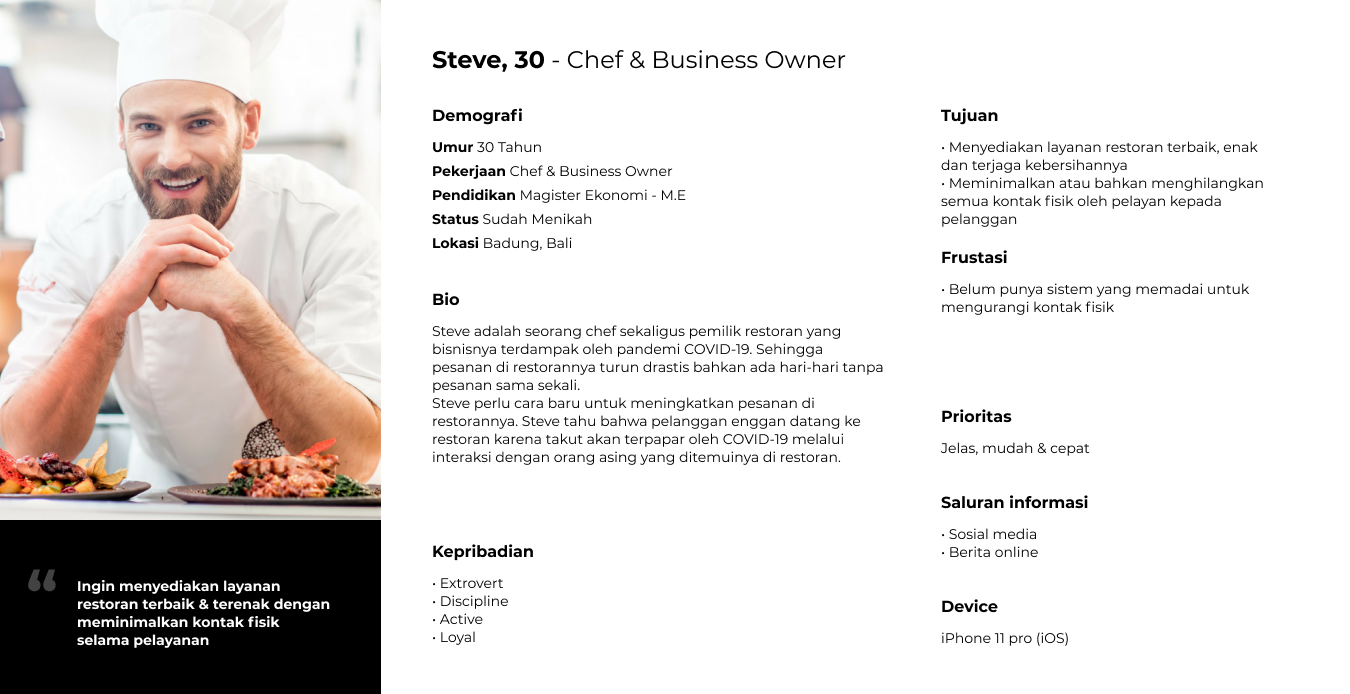 Steve, 30 - Chef & Business Owner
Demografi
Umur 30 Tahun
Pekerjaan Chef & Business Owner
Pendidikan Magister Ekonomi - M.E
Status Sudah Menikah
Lokasi Badung, Bali
Bio
Steve adalah seorang chef sekaligus pemilik restoran yang
bisnisnya terdampak oleh pandemi COVID-19. Sehingga
pesanan di restorannya turun drastis bahkan ada hari-hari tanpa
pesanan sama sekali.
Steve perlu cara baru untuk meningkatkan pesanan di
restorannya. Steve tahu bahwa pelanggan enggan datang ke
restoran karena takut akan terpapar oleh COVID-19 melalui
interaksi dengan orang asing yang ditemuinya di restoran.
Kepribadian
• Extrovert
• Discipline
• Active
• Loyal
Tujuan
• Menyediakan layanan restoran terbaik, enak
dan terjaga kebersihannya
• Meminimalkan atau bahkan menghilangkan
semua kontak fisik oleh pelayan kepada
pelanggan
Frustasi
• Belum punya sistem yang memadai untuk
mengurangi kontak fisik
Prioritas
Jelas, mudah & cepat
Saluran informasi
• Sosial media
• Berita online
Device
iPhone 11 pro (iOS)
“
Ingin menyediakan layanan
restoran terbaik & terenak dengan
meminimalkan kontak fisik
selama pelayanan